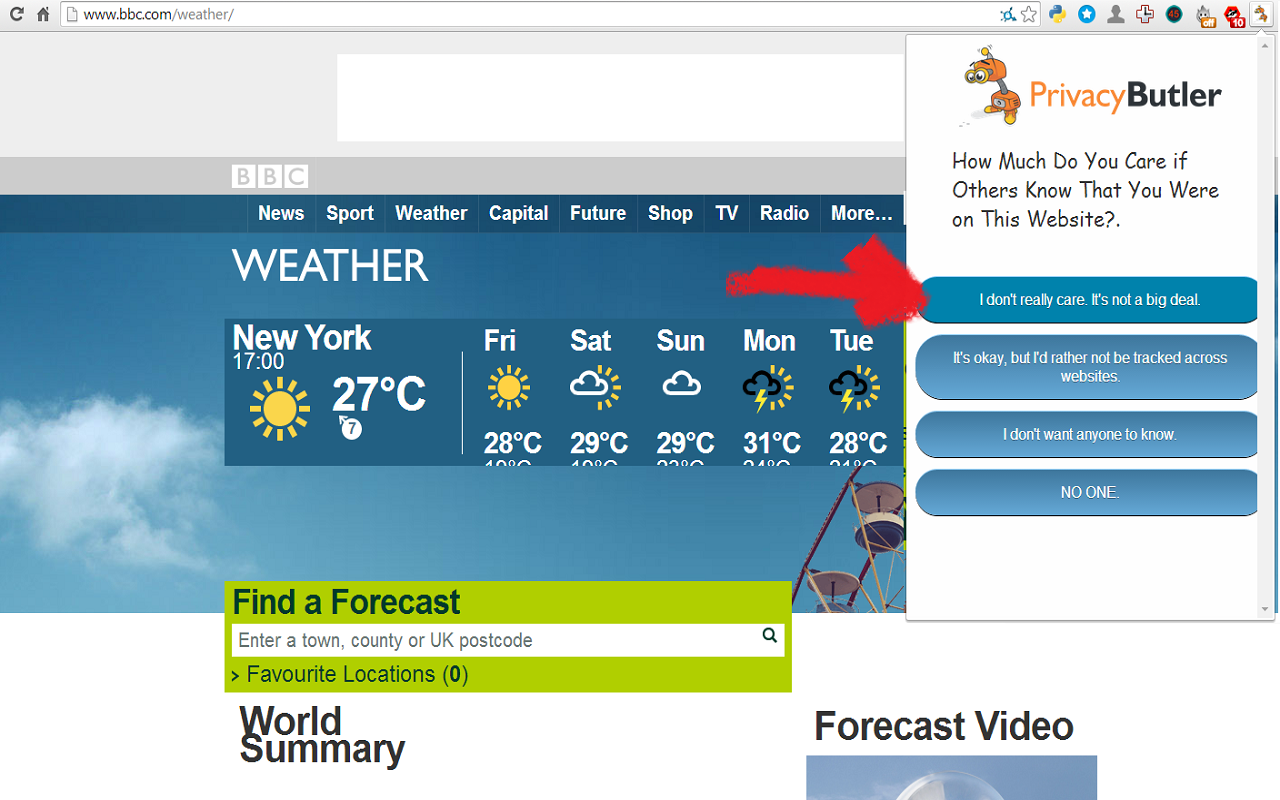 www.bbc.com/weather/
45
off
10
PrivacyButler
How Much Do You Care if
Others Know That You Were
on This Website?.
I don't really care. It's not a big deal.
It's okay, but I'd rather not be tracked across
websites.
I don't want anyone to know.
NO ONE.
BBC
News Sport Weather Capital Future Shop TV Radio More...
WEATHER
New York
17:00
27°C
7
Fri Sat Sun Mon Tue
28°C 29°C 29°C 31°C 28°C
Find a Forecast
Enter a town, county or UK postcode
> Favourite Locations (0)
World
Summary
Forecast Video